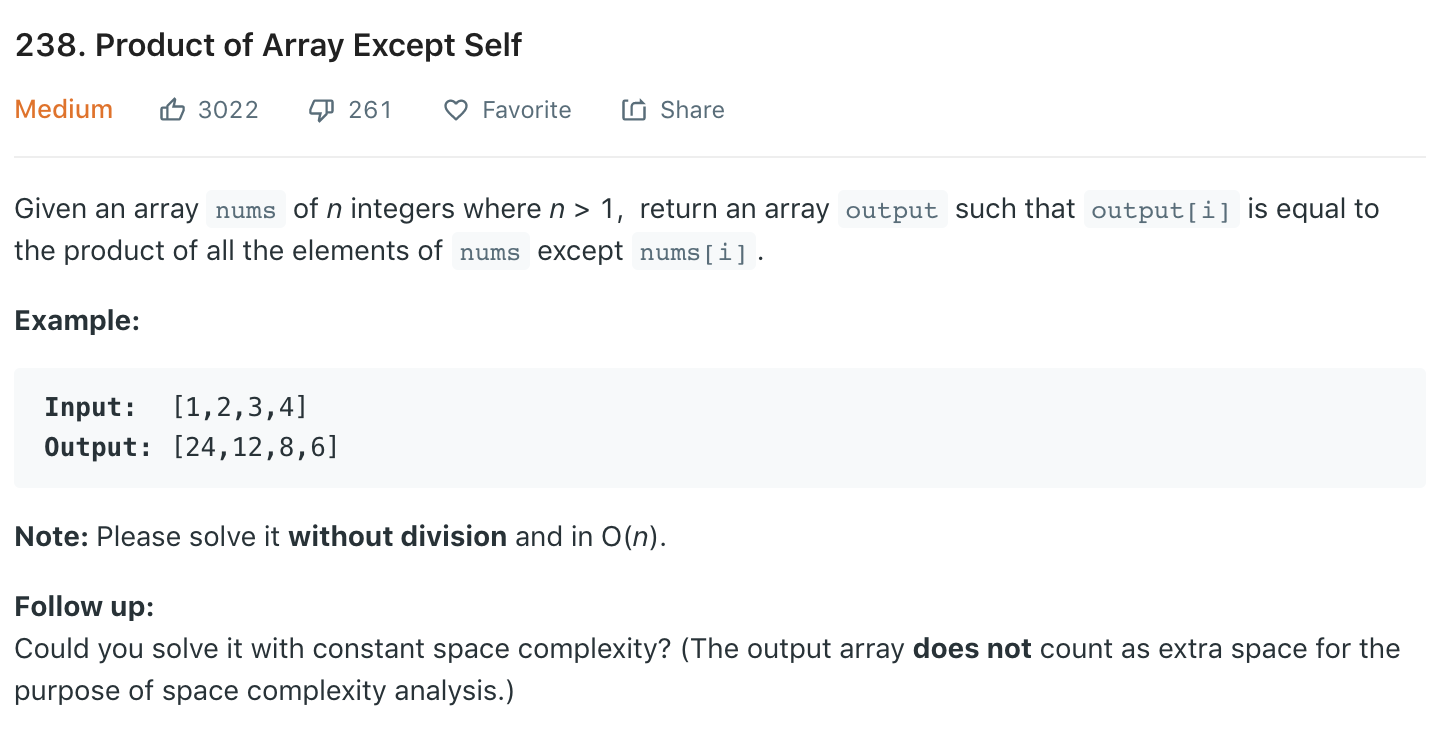 238. Product of Array Except Self
Medium 3022 261 Favorite Share
Given an array nums of n integers where n > 1, return an array output such that output[i] is equal to
the product of all the elements of nums except nums[i].
Example:
Input: [1,2,3,4]
Output: [24,12,8,6]
Note: Please solve it without division and in O(n).
Follow up:
Could you solve it with constant space complexity? (The output array does not count as extra space for the
purpose of space complexity analysis.)